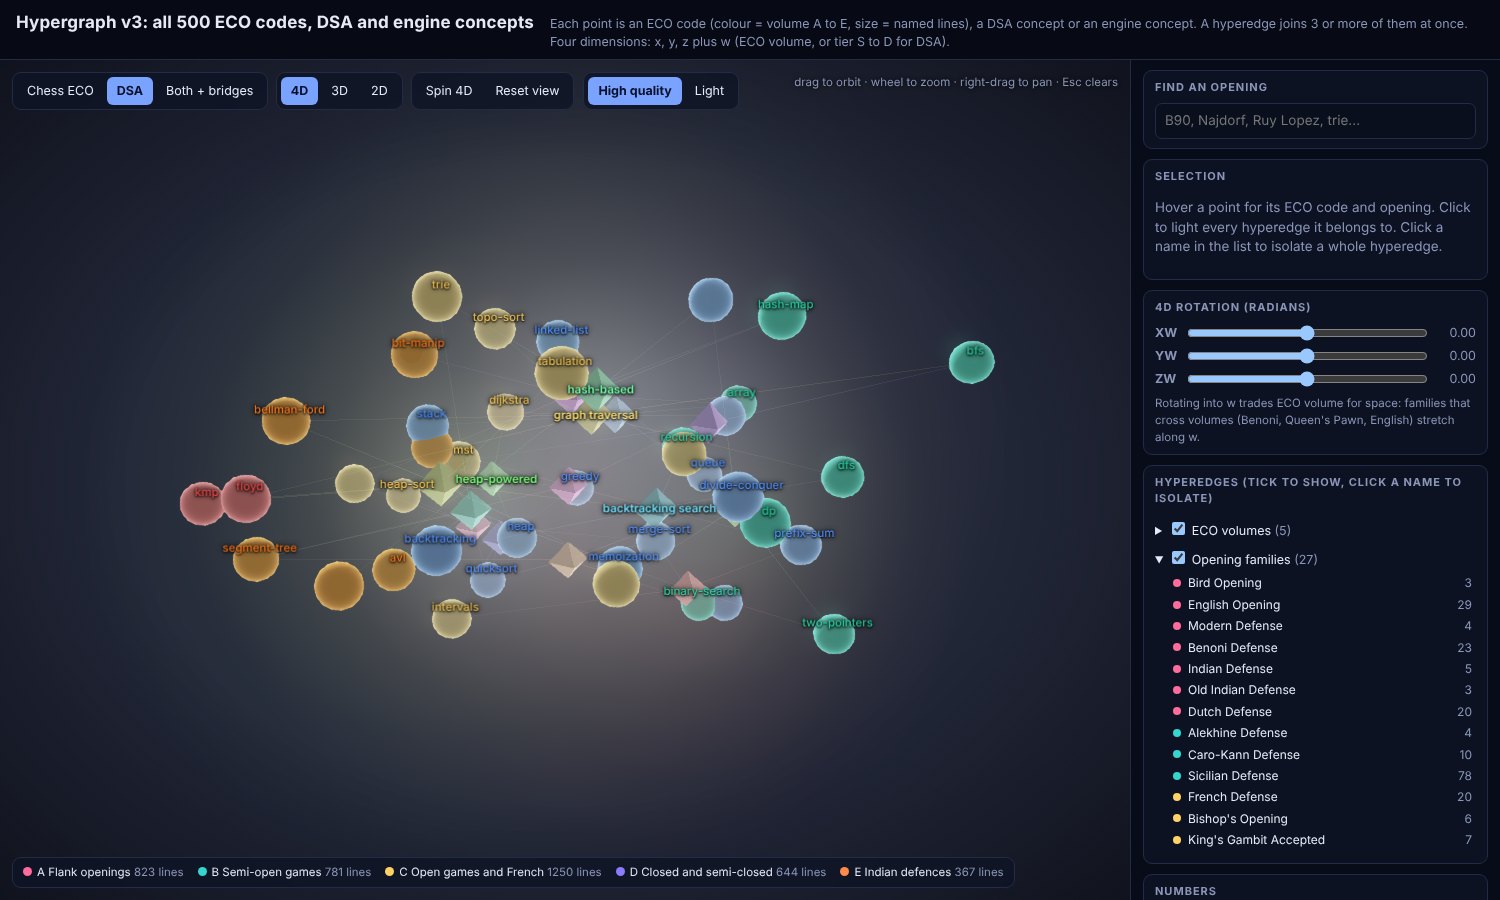 Hypergraph v3: all 500 ECO codes, DSA and engine concepts
Each point is an ECO code (colour = volume A to E, size = named lines), a DSA concept or an engine concept. A hyperedge joins 3 or more of them at once.
Four dimensions: x, y, z plus w (ECO volume, or tier S to D for DSA).
Chess ECO DSA Both + bridges
4D 3D 2D
Spin 4D Reset view
High quality Light
drag to orbit · wheel to zoom · right-drag to pan · Esc clears
trie
topo-sort
linked-list
hash-map
bit-manip
tabulation
bfs
hash-based
array
dijkstra
bellman-ford
stack
graph traversal
recursion
mst
queue
dfs
greedy
heap-sort
heap-powered
divide-conquer
kmp
floyd
backtracking search
dp
heap
merge-sort
prefix-sum
backtracking
segment-tree
avl
memoization
quicksort
binary-search
intervals
two-pointers
A Flank openings 823 lines
B Semi-open games 781 lines
C Open games and French 1250 lines
D Closed and semi-closed 644 lines
E Indian defences 367 lines
FIND AN OPENING
B90, Najdorf, Ruy Lopez, trie...
SELECTION
Hover a point for its ECO code and opening. Click
to light every hyperedge it belongs to. Click a
name in the list to isolate a whole hyperedge.
4D ROTATION (RADIANS)
XW 0.00
YW 0.00
ZW 0.00
Rotating into w trades ECO volume for space: families that
cross volumes (Benoni, Queen's Pawn, English) stretch
along w.
HYPEREDGES (TICK TO SHOW, CLICK A NAME TO
ISOLATE)
ECO volumes (5)
Opening families (27)
Bird Opening 3
English Opening 29
Modern Defense 4
Benoni Defense 23
Indian Defense 5
Old Indian Defense 3
Dutch Defense 20
Alekhine Defense 4
Caro-Kann Defense 10
Sicilian Defense 78
French Defense 20
Bishop's Opening 6
King's Gambit Accepted 7
NUMBERS